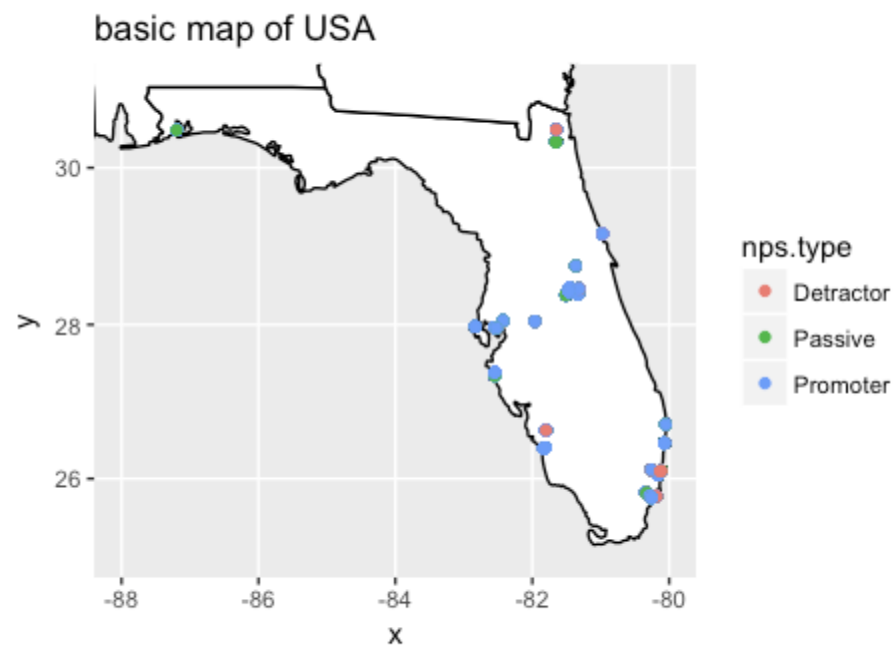 basic map of USA
30
28
26
y
-88
-86
-84
-82
-80
x
nps.type
Detractor
Passive
Promoter